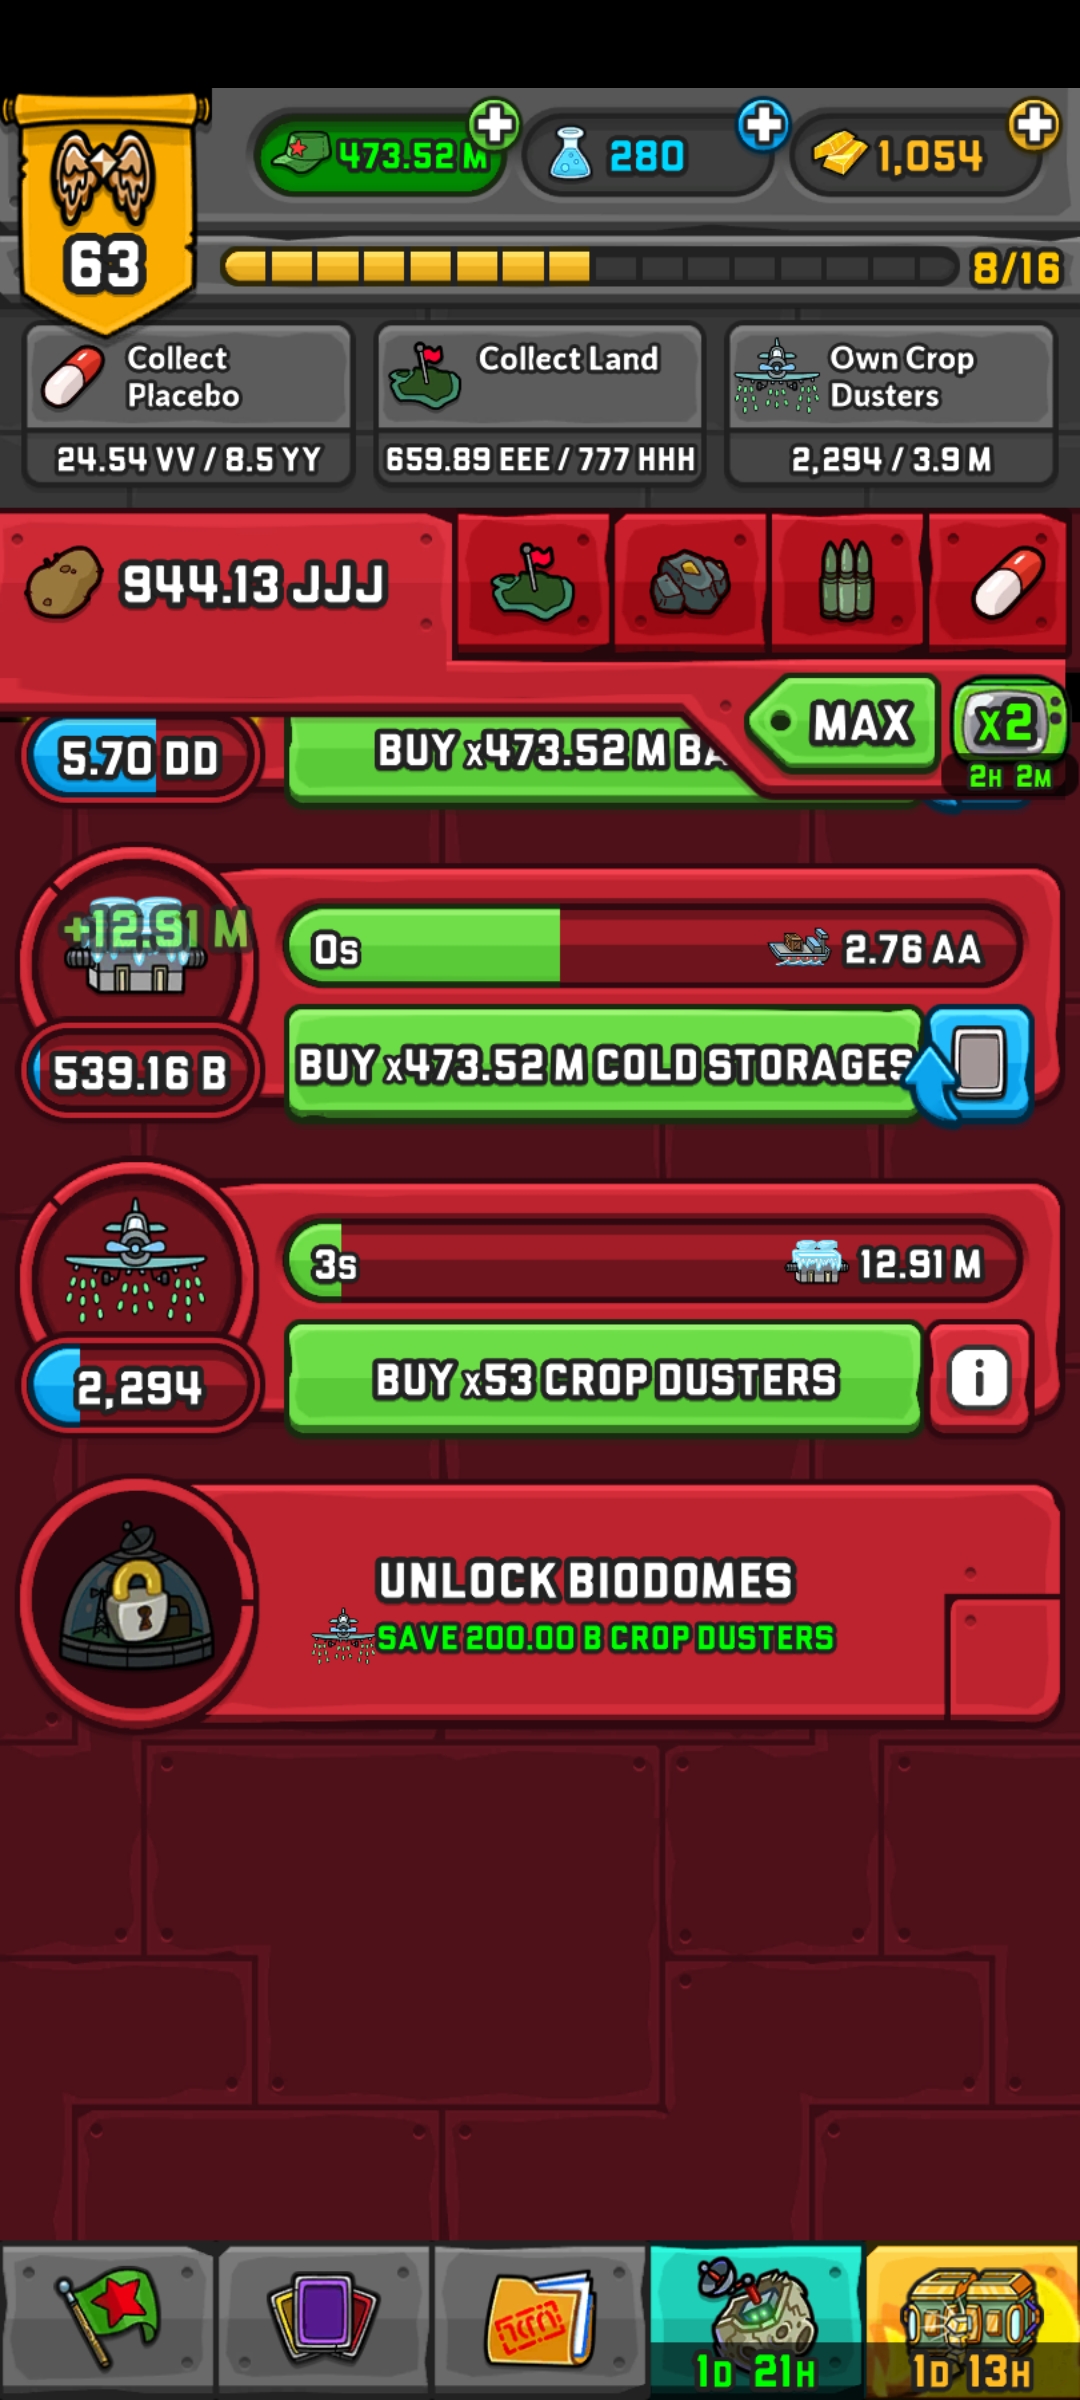 473.52 M
280
1,054
63
8/16
Collect
Placebo
24.54 VV / 8.5 YY
Collect Land
659.89 EEE / 777 HHH
Own Crop
Dusters
2,294 / 3.9 M
944.13 JJJ
MAX
x2
2H 2M
5.70 DD
BUY x473.52 M BA
+12.91 M
0s
2.76 AA
539.16 B
BUY x473.52 M COLD STORAGES
3s
12.91 M
2,294
BUY x53 CROP DUSTERS
i
UNLOCK BIODOMES
SAVE 200.00 B CROP DUSTERS
1D 21H
1D 13H